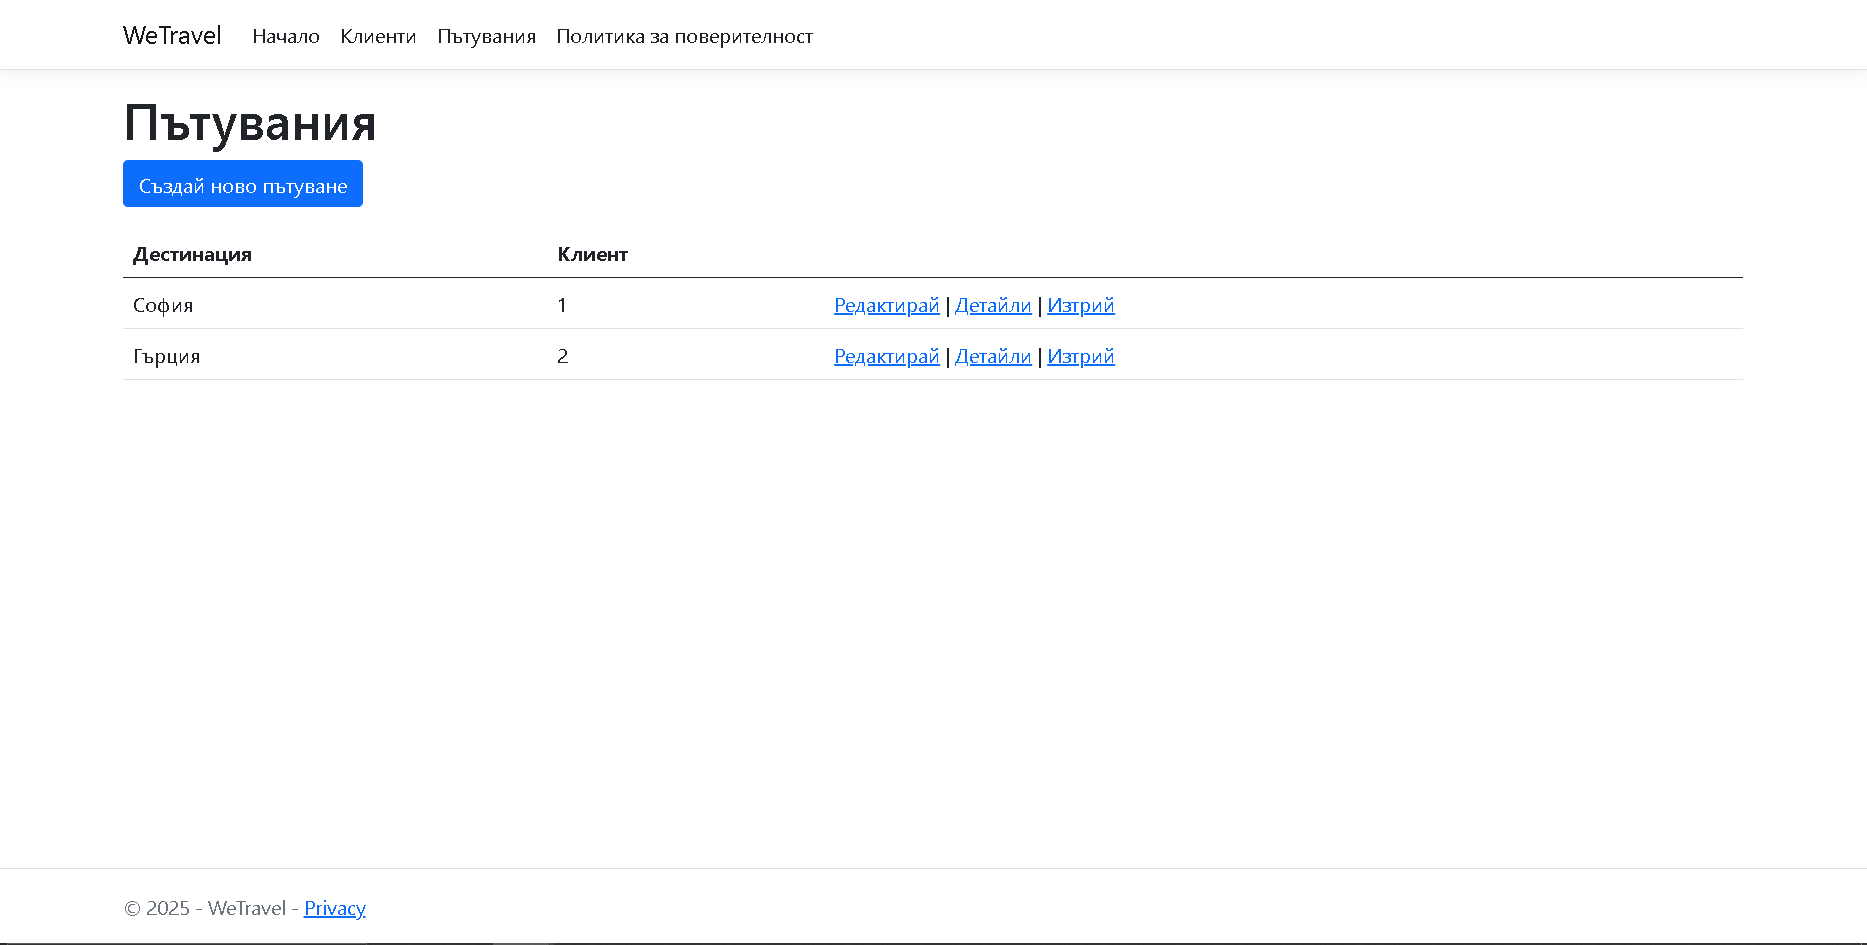 WeTravel Начало Клиенти Пътувания Политика за поверителност
Пътувания
Създай ново пътуване
Дестинация Клиент
София 1 Редактирай | Детайли | Изтрий
Гърция 2 Редактирай | Детайли | Изтрий
© 2025 - WeTravel - Privacy